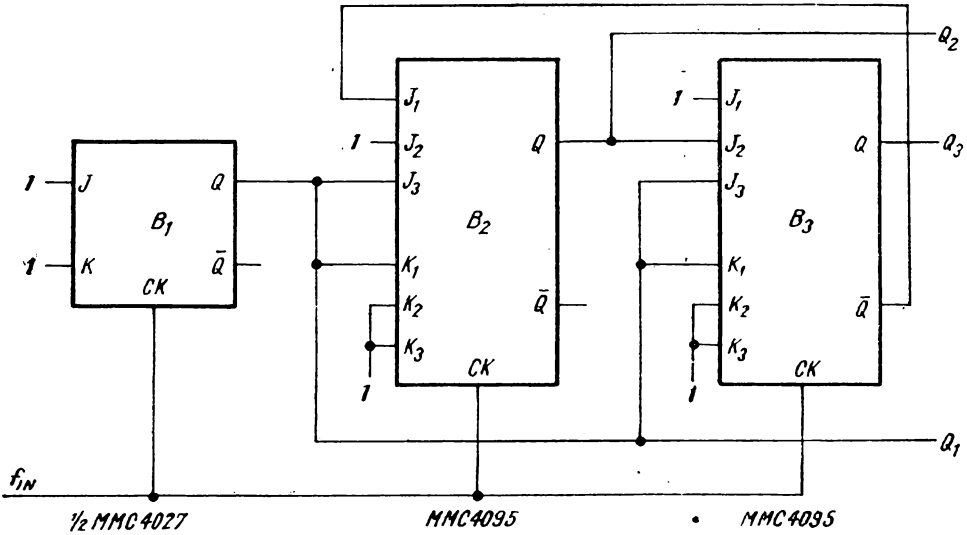 Q2
J1
1
J1
1
J2
Q
J2
Q
Q3
1
J
Q
J3
J3
B1
B2
B3
1
K
Q̄
K1
K1
CK
K2
Q̄
K2
Q̄
K3
K3
1
CK
1
CK
Q1
fIN
1/2 MMC4027
MMC4095
MMC4095